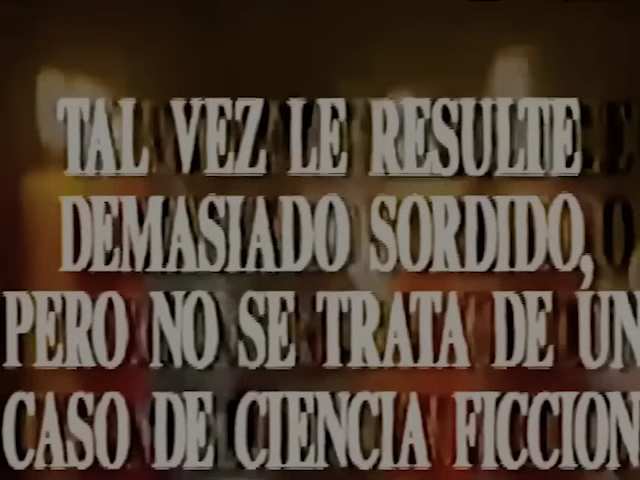 TAL VEZ LE RESULTE
DEMASIADO SORDIDO,
PERO NO SE TRATA DE UN
CASO DE CIENCIA FICCION